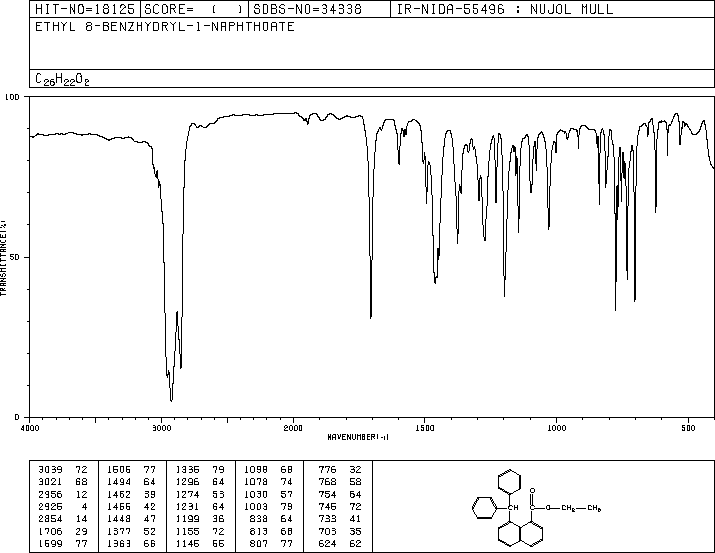 HIT-NO=18125 SCORE= ( ) SDBS-NO=34338 IR-NIDA-55496 : NUJOL MULL
ETHYL 8-BENZHYDRYL-1-NAPHTHOATE
C26H22O2
100
50
0
TRANSMITTANCE(%)
4000 3000 2000 1500 1000 500
WAVENUMBER(-1)
3039 72 1506 77 1336 79 1098 68 776 32
3021 68 1494 64 1296 64 1078 74 768 58
2956 12 1462 39 1274 53 1030 57 754 64
2925 4 1455 42 1231 64 1003 79 745 72
2854 14 1448 47 1199 36 838 64 733 41
1706 29 1377 52 1155 72 813 68 703 35
1599 77 1363 66 1145 55 807 77 624 62
O
CH C O CH2 CH3